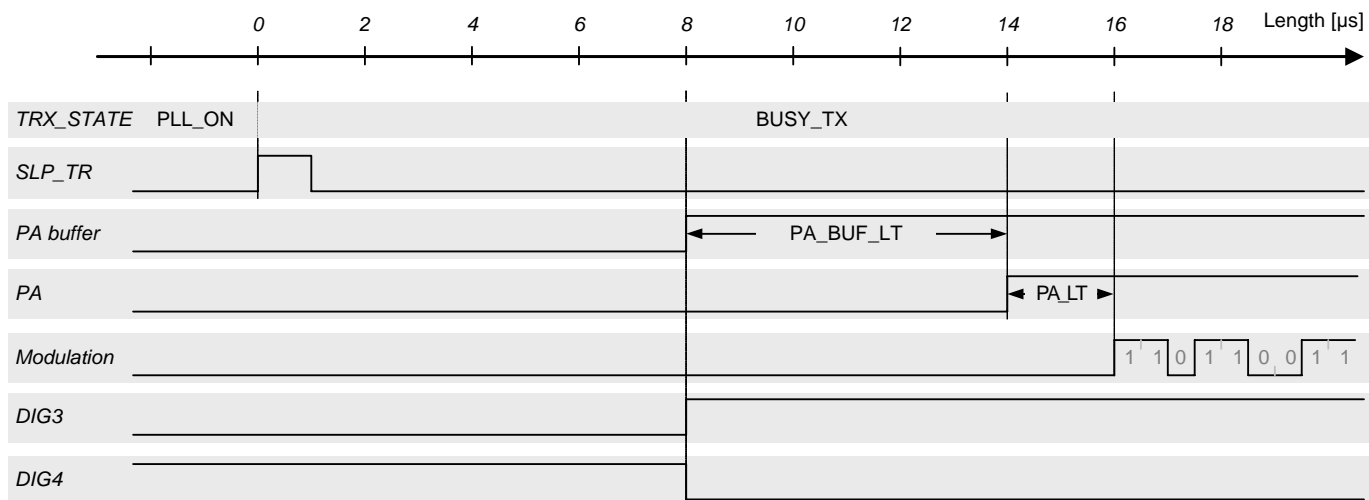 0 2 4 6 8 10 12 14 16 18 Length [µs]
TRX_STATE PLL_ON BUSY_TX
SLP_TR
PA buffer PA_BUF_LT
PA PA_LT
Modulation 1 1 0 1 1 0 0 1 1
DIG3
DIG4